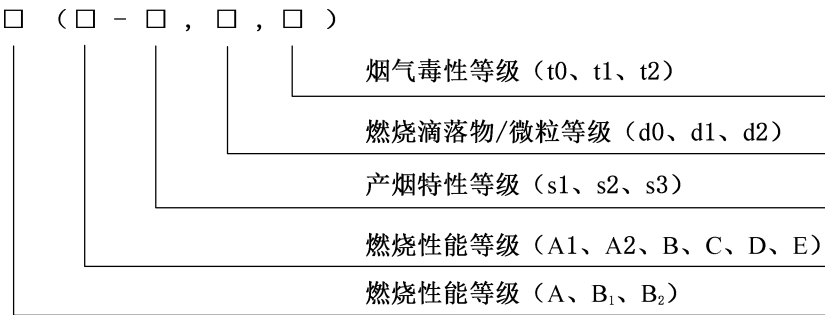 □（□-□，□，□）
烟气毒性等级（t0、t1、t2）
燃烧滴落物/微粒等级（d0、d1、d2）
产烟特性等级（s1、s2、s3）
燃烧性能等级（A1、A2、B、C、D、E）
燃烧性能等级（A、B₁、B₂）